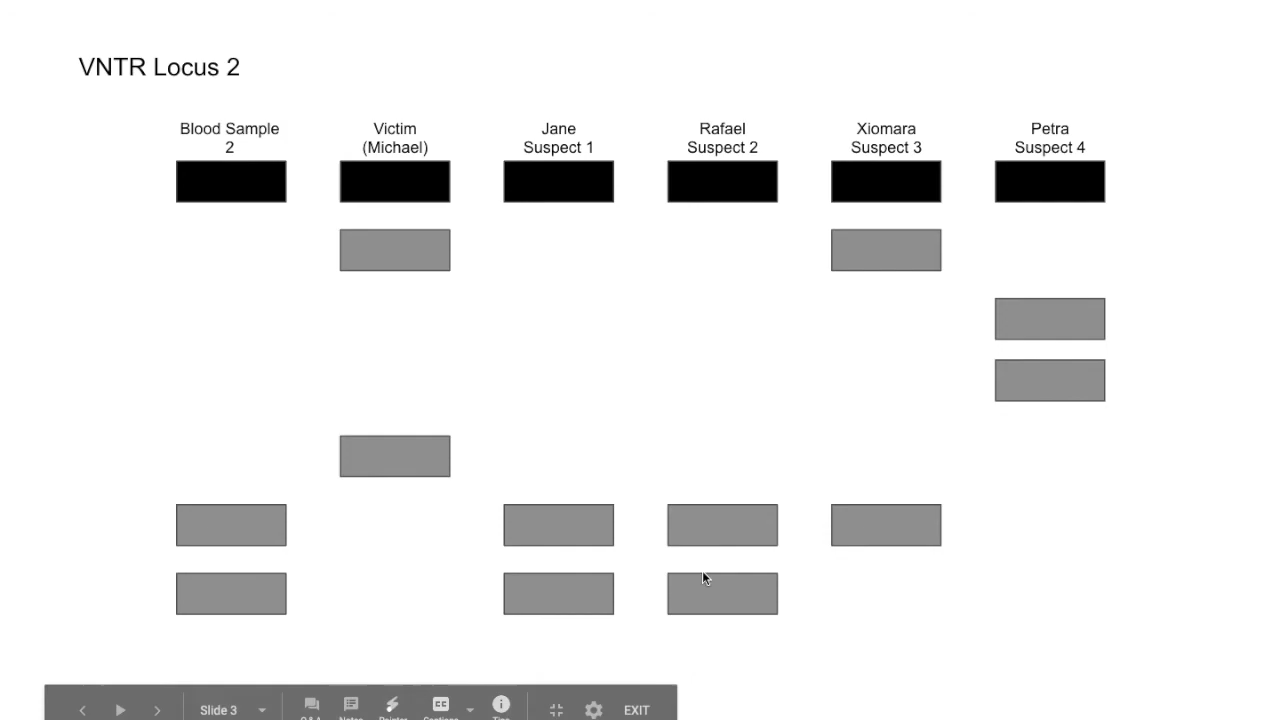 VNTR Locus 2
Blood Sample
2
Victim
(Michael)
Jane
Suspect 1
Rafael
Suspect 2
Xiomara
Suspect 3
Petra
Suspect 4
Slide 3
EXIT